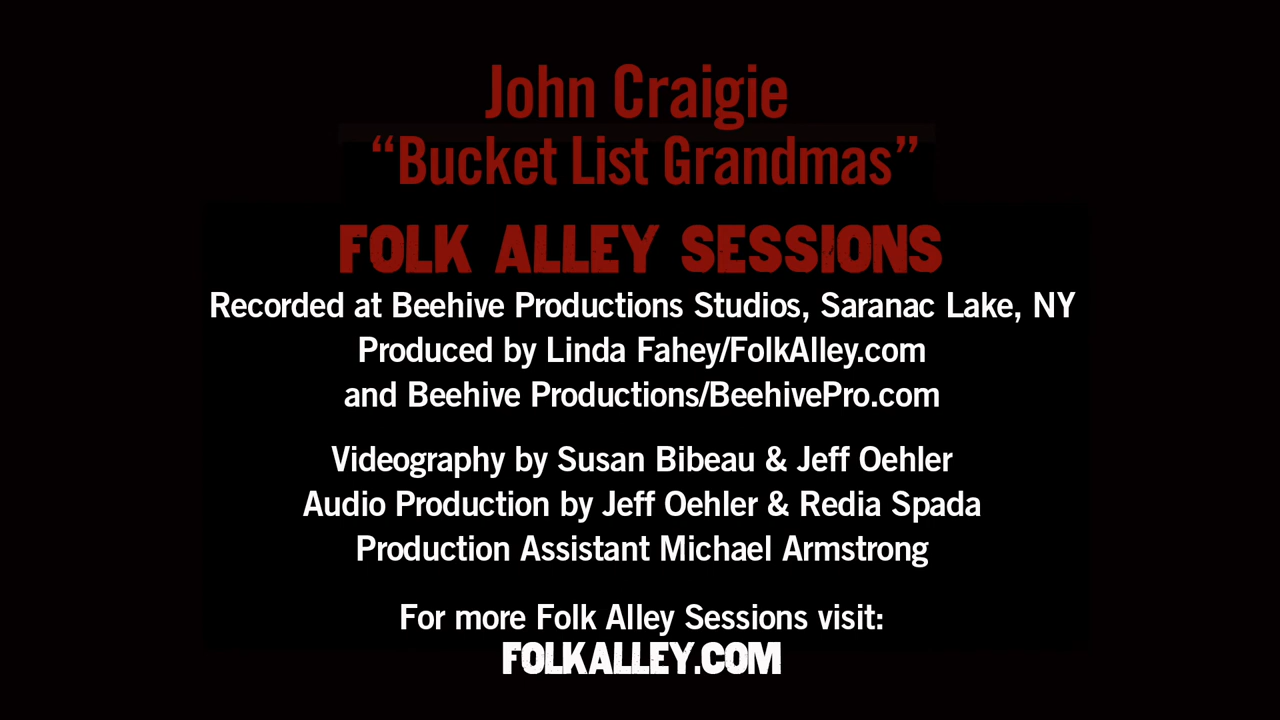 John Craigie
“Bucket List Grandmas”
FOLK ALLEY SESSIONS
Recorded at Beehive Productions Studios, Saranac Lake, NY
Produced by Linda Fahey/FolkAlley.com
and Beehive Productions/BeehivePro.com
Videography by Susan Bibeau & Jeff Oehler
Audio Production by Jeff Oehler & Redia Spada
Production Assistant Michael Armstrong
For more Folk Alley Sessions visit:
FOLKALLEY.COM